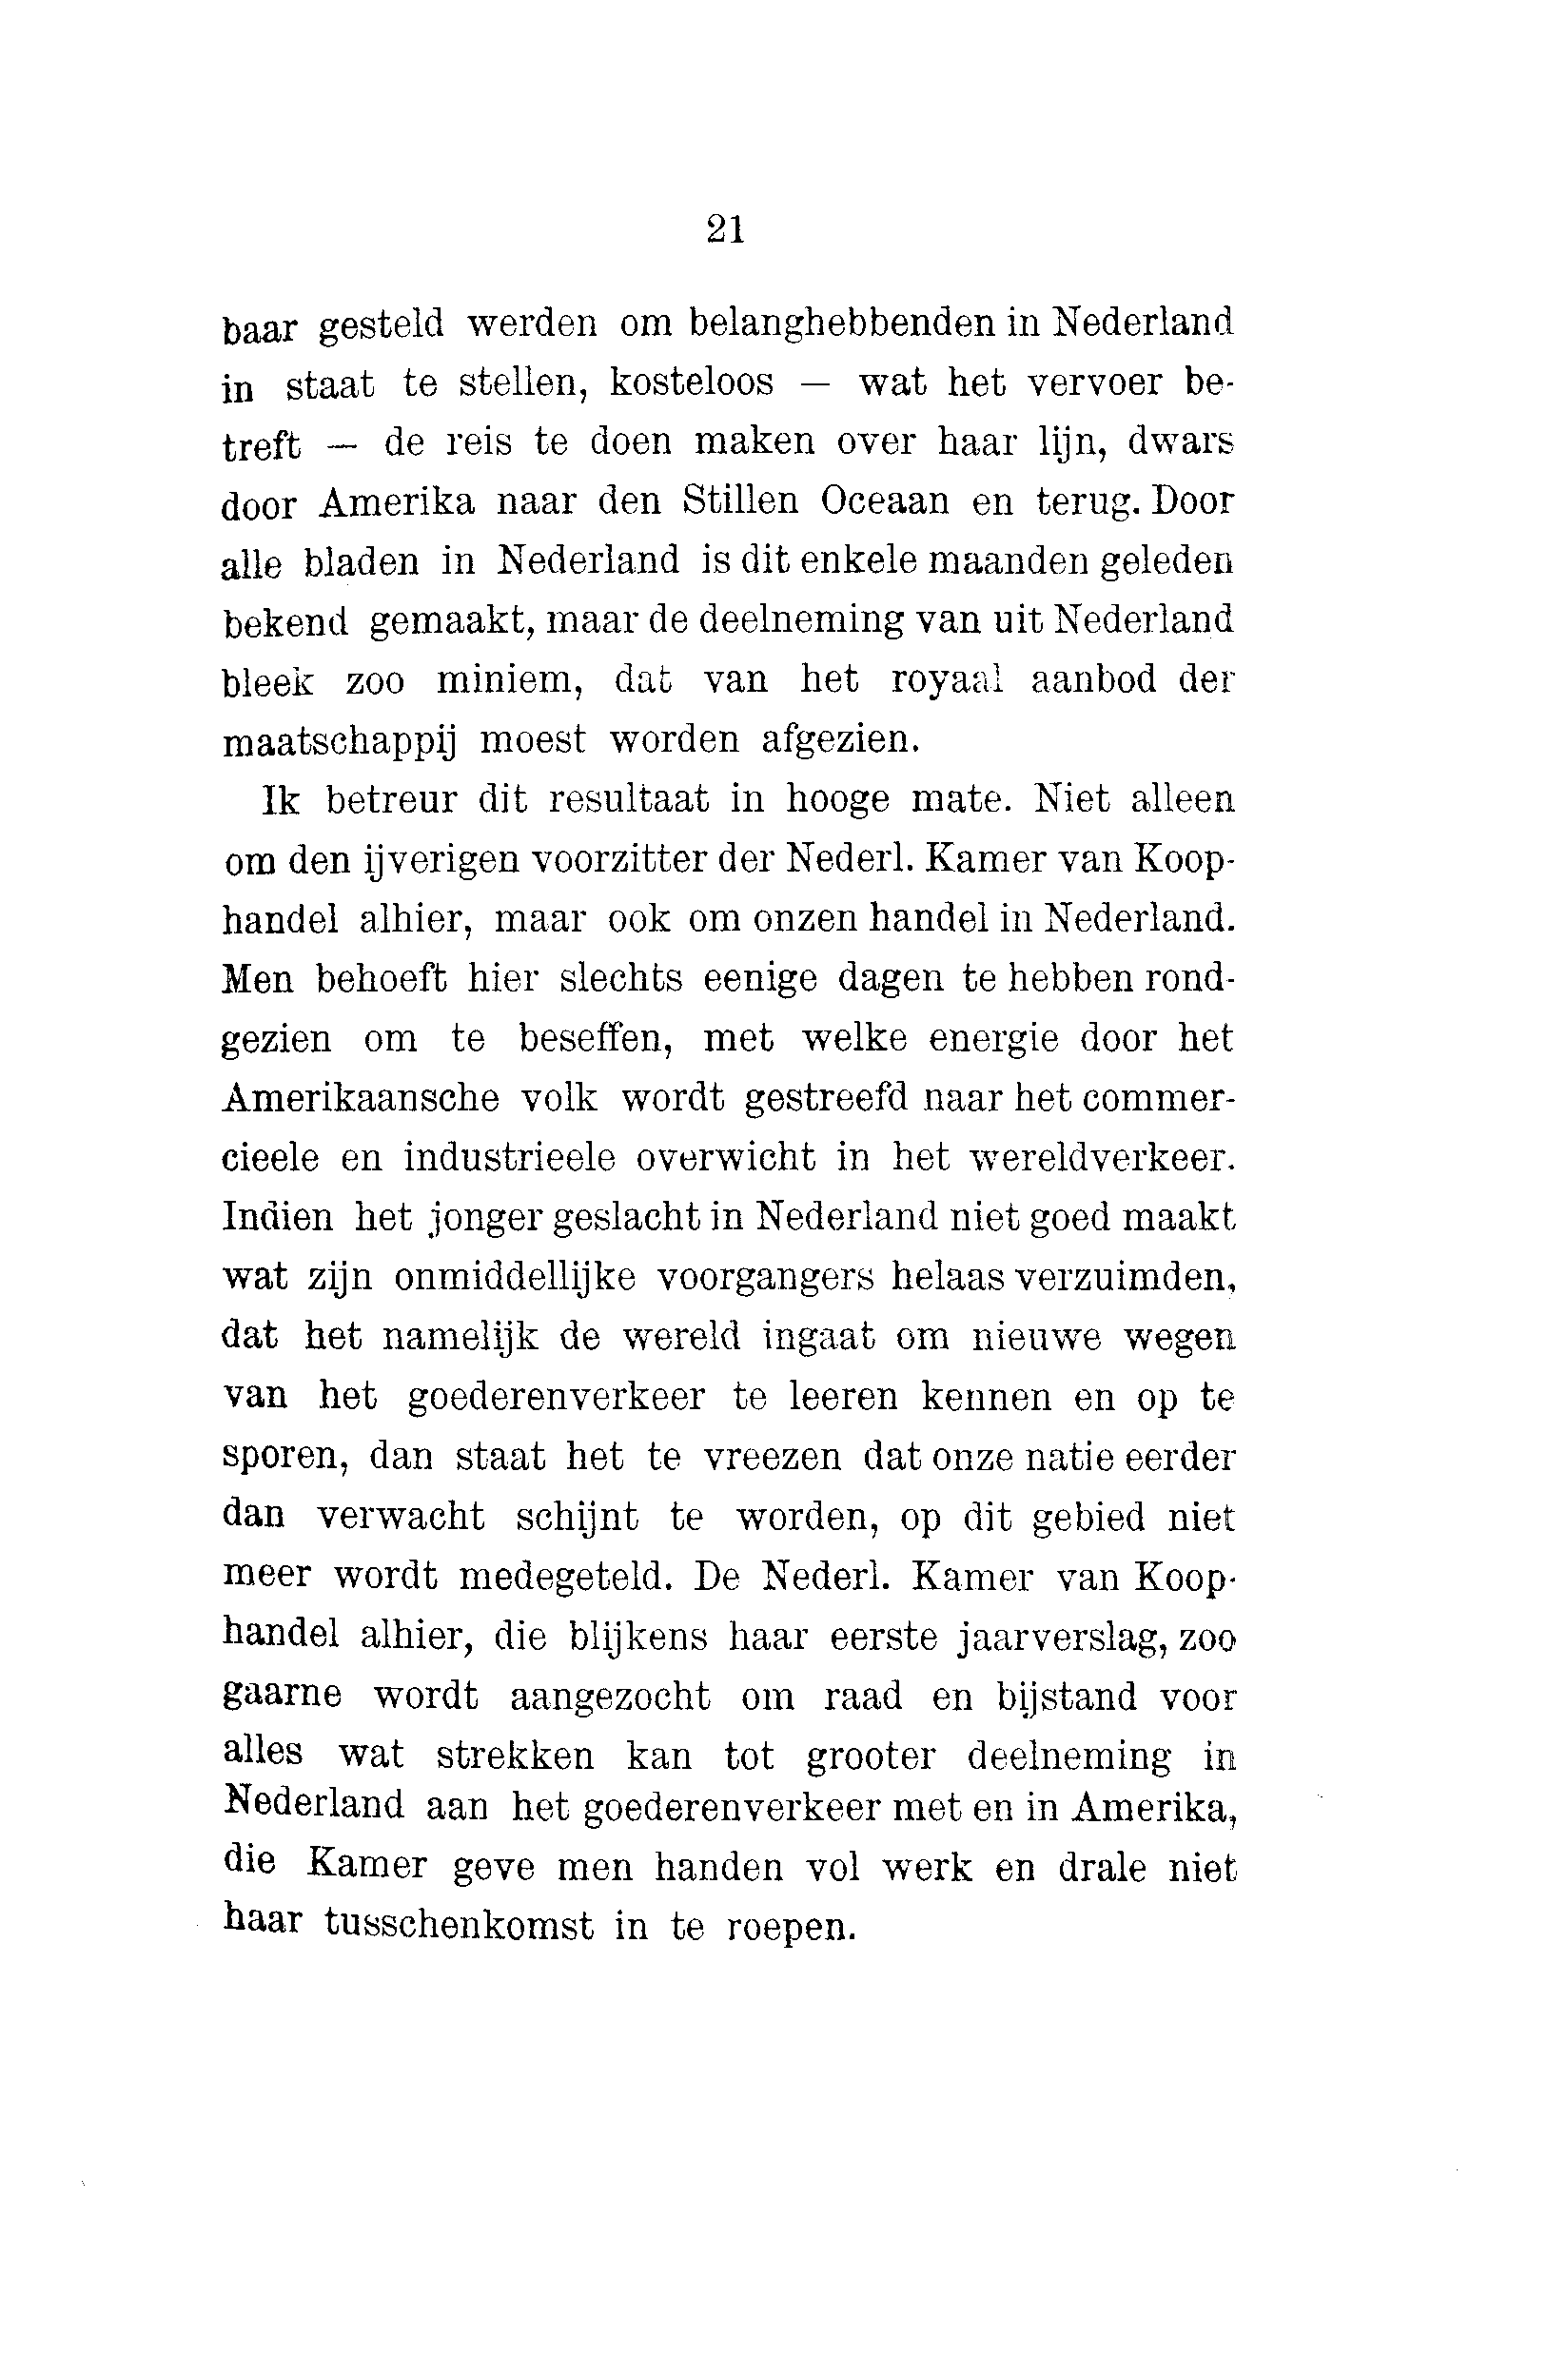 21
baar gesteld werden om belanghebbenden in Nederland
in staat te stellen, kosteloos — wat het vervoer be-
treft — de reis te doen maken over haar lijn, dwars
door Amerika naar den Stillen Oceaan en terug. Door
alle bladen in Nederland is dit enkele maanden geleden
bekend gemaakt, maar de deelneming van uit Nederland
bleek zoo miniem, dat van het royaal aanbod der
maatschappij moest worden afgezien.
Ik betreur dit resultaat in hooge mate. Niet alleen
om den ijverigen voorzitter der Nederl. Kamer van Koop-
handel alhier, maar ook om onzen handel in Nederland.
Men behoeft hier slechts eenige dagen te hebben rond-
gezien om te beseffen, met welke energie door het
Amerikaansche volk wordt gestreefd naar het commer-
cieele en industrieele overwicht in het wereldverkeer.
Indien het jonger geslacht in Nederland niet goed maakt
wat zijn onmiddellijke voorgangers helaas verzuimden,
dat het namelijk de wereld ingaat om nieuwe wegen
van het goederenverkeer te leeren kennen en op te
sporen, dan staat het te vreezen dat onze natie eerder
dan verwacht schijnt te worden, op dit gebied niet
meer wordt medegeteld. De Nederl. Kamer van Koop-
handel alhier, die blijkens haar eerste jaarverslag, zoo
gaarne wordt aangezocht om raad en bijstand voor
alles wat strekken kan tot grooter deelneming in
Nederland aan het goederenverkeer met en in Amerika,
die Kamer geve men handen vol werk en drale niet
haar tusschenkomst in te roepen.